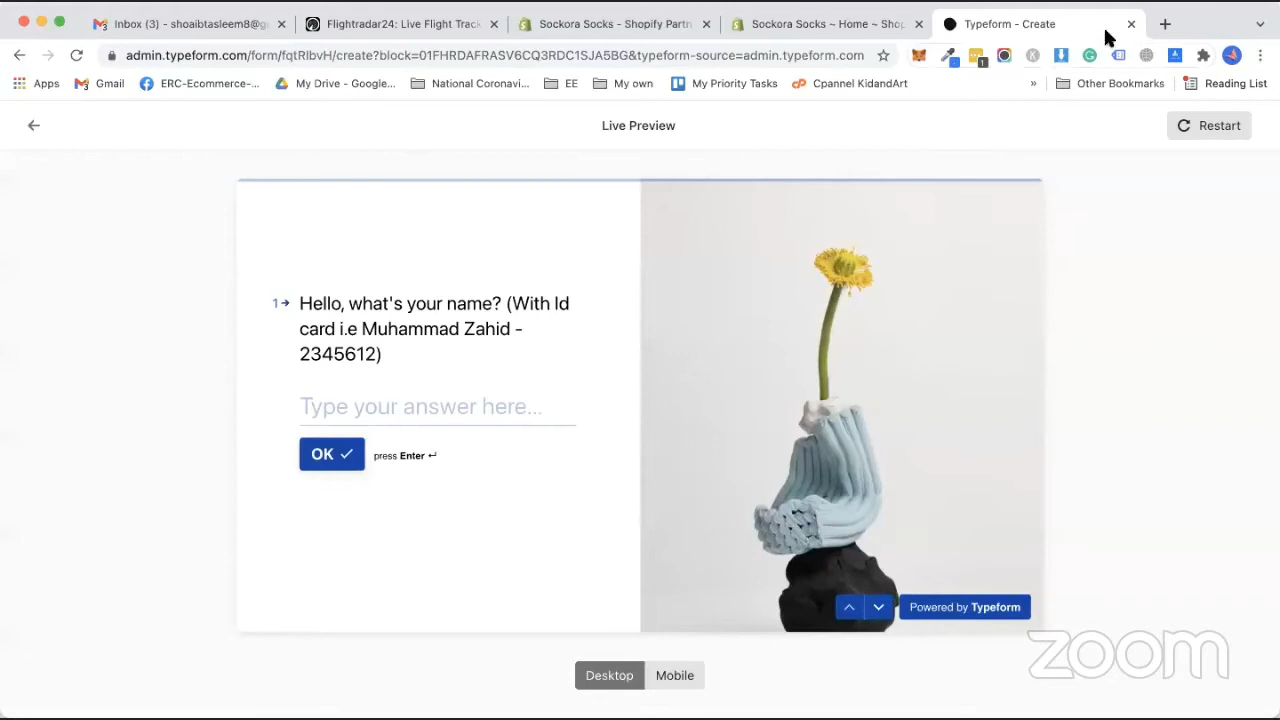 Inbox (3) - shoaibtasleem8@g
Flightradar24: Live Flight Track
Sockora Socks - Shopify Partn
Sockora Socks ~ Home ~ Shop
Typeform - Create
admin.typeform.com/form/fqtRlbvH/create?block=01FHRDAFRASV6CQ3RDC1SJA5BG&typeform-source=admin.typeform.com
Apps
Gmail
ERC-Ecommerce-...
My Drive - Google...
National Coronavi...
EE
My own
My Priority Tasks
Cpannel KidandArt
»
Other Bookmarks
Reading List
Live Preview
Restart
1
Hello, what's your name? (With Id
card i.e Muhammad Zahid -
2345612)
Type your answer here...
OK
press Enter ↵
Powered by Typeform
Desktop
Mobile
zoom